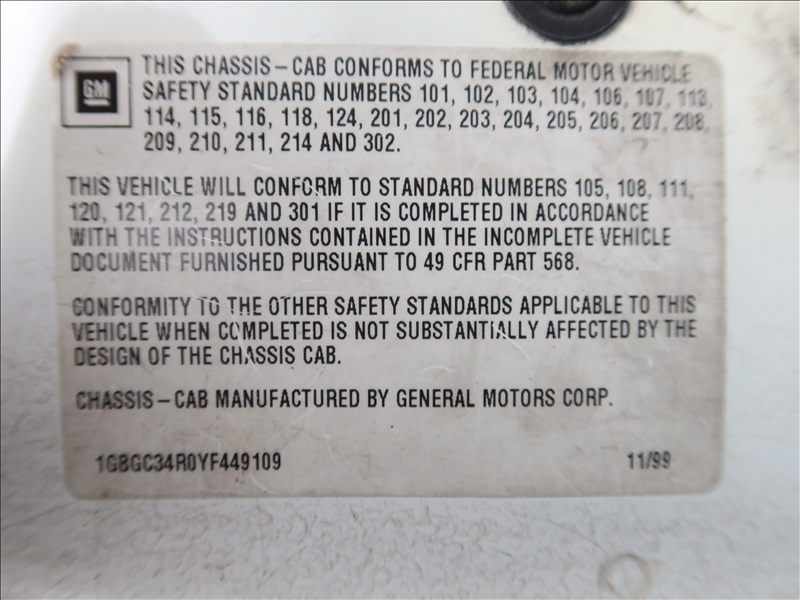 GM
THIS CHASSIS-CAB CONFORMS TO FEDERAL MOTOR VEHICLE
SAFETY STANDARD NUMBERS 101, 102, 103, 104, 106, 107, 113,
114, 115, 116, 118, 124, 201, 202, 203, 204, 205, 206, 207, 208,
209, 210, 211, 214 AND 302.
THIS VEHICLE WILL CONFORM TO STANDARD NUMBERS 105, 108, 111,
120, 121, 212, 219 AND 301 IF IT IS COMPLETED IN ACCORDANCE
WITH THE INSTRUCTIONS CONTAINED IN THE INCOMPLETE VEHICLE
DOCUMENT FURNISHED PURSUANT TO 49 CFR PART 568.
CONFORMITY TO THE OTHER SAFETY STANDARDS APPLICABLE TO THIS
VEHICLE WHEN COMPLETED IS NOT SUBSTANTIALLY AFFECTED BY THE
DESIGN OF THE CHASSIS CAB.
CHASSIS-CAB MANUFACTURED BY GENERAL MOTORS CORP.
1GBGC34R0YF449109 11/99